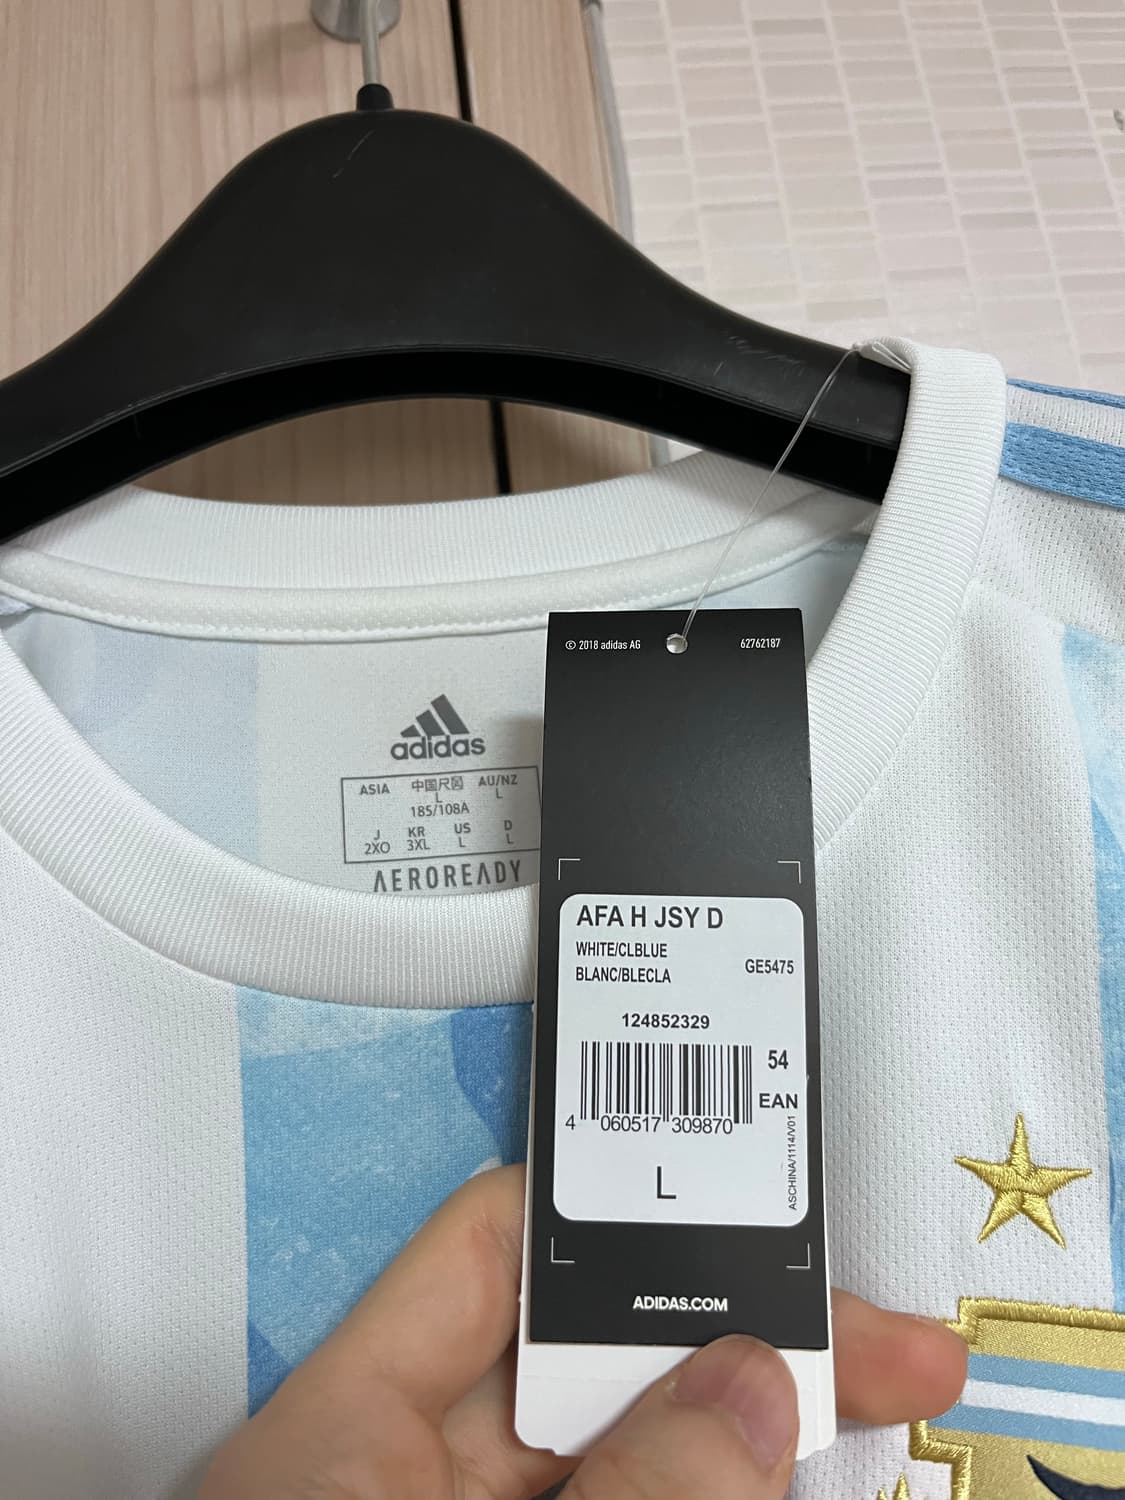 © 2018 adidas AG 62762187
adidas
ASIA 中国尺码 AU/NZ
L L
185/108A
J KR US D
2XO 3XL L L
AEROREADY
AFA H JSY D
WHITE/CLBLUE
BLANC/BLECLA GE5475
124852329
54
EAN
4 060517 309870
ASCHINA/1114/V01
L
ADIDAS.COM